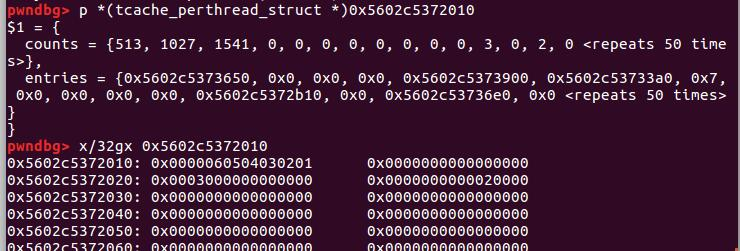 pwndbg> p *(tcache_perthread_struct *)0x5602c5372010
$1 = {
  counts = {513, 1027, 1541, 0, 0, 0, 0, 0, 0, 0, 3, 0, 2, 0 <repeats 50 time
s>},
  entries = {0x5602c5373650, 0x0, 0x0, 0x0, 0x5602c5373900, 0x5602c53733a0, 0x7,
 0x0, 0x0, 0x0, 0x0, 0x5602c5372b10, 0x0, 0x5602c53736e0, 0x0 <repeats 50 times>
}
}
pwndbg> x/32gx 0x5602c5372010
0x5602c5372010: 0x0000060504030201 0x0000000000000000
0x5602c5372020: 0x0003000000000000 0x0000000000020000
0x5602c5372030: 0x0000000000000000 0x0000000000000000
0x5602c5372040: 0x0000000000000000 0x0000000000000000
0x5602c5372050: 0x0000000000000000 0x0000000000000000
0x5602c5372060: 0x0000000000000000 0x0000000000000000